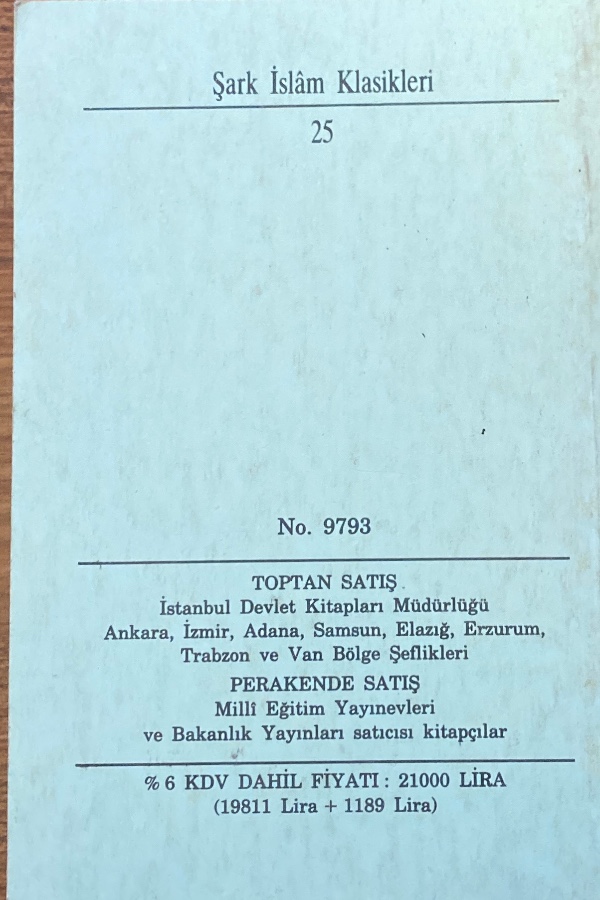 Şark İslâm Klasikleri
25
No. 9793
TOPTAN SATIŞ
İstanbul Devlet Kitapları Müdürlüğü
Ankara, İzmir, Adana, Samsun, Elazığ, Erzurum,
Trabzon ve Van Bölge Şeflikleri
PERAKENDE SATIŞ
Millî Eğitim Yayınevleri
ve Bakanlık Yayınları satıcısı kitapçılar
% 6 KDV DAHİL FİYATI : 21000 LİRA
(19811 Lira + 1189 Lira)